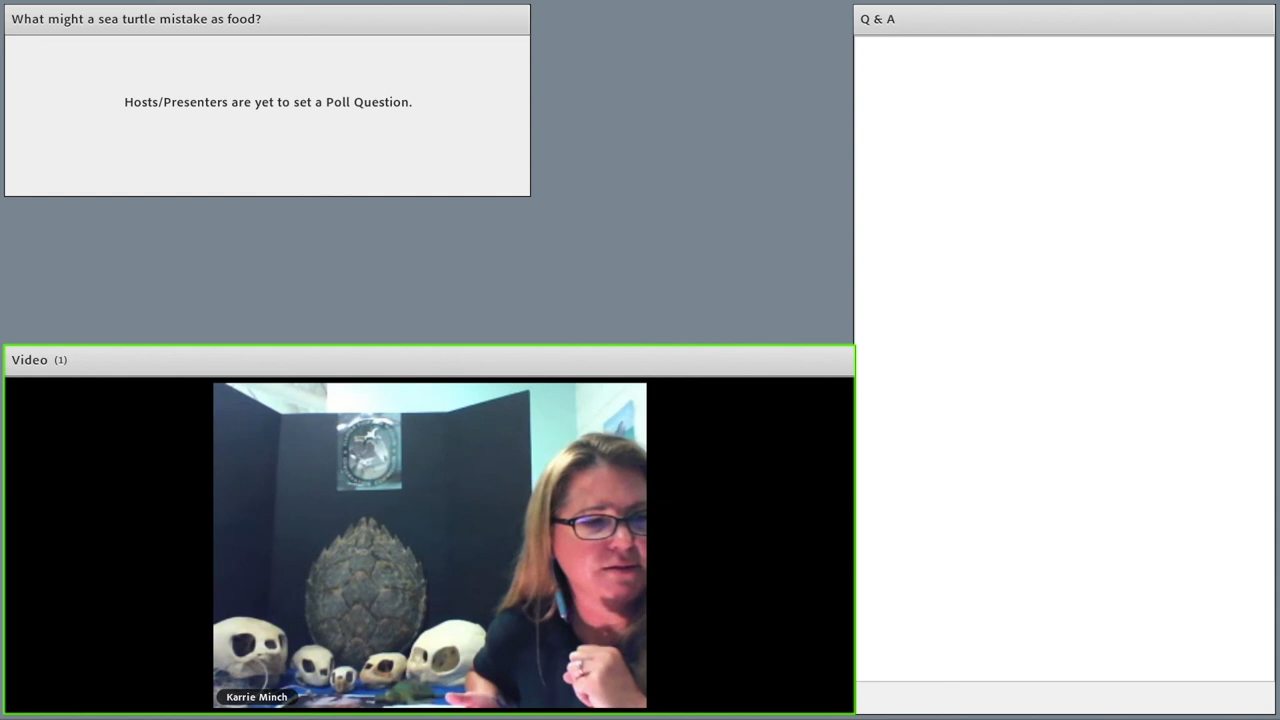 What might a sea turtle mistake as food?
Hosts/Presenters are yet to set a Poll Question.
Q & A
Video (1)
Karrie Minch